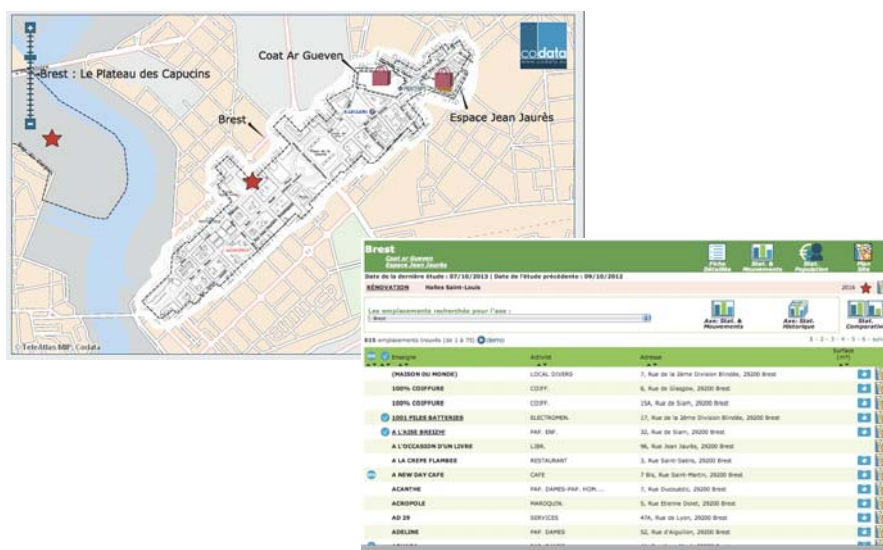 codata
Coat Ar Gueven
Brest : Le Plateau des Capucins
Espace Jean Jaurès
Brest
© TeleAtlas MIP, Codata
Brest
Coat ar Gueven
Espace Jean Jaurès
Fiche Détaillée
Stat. & Mouvements
Stat. Population
Plan Site
Date de la dernière étude : 07/10/2013 | Date de l'étude précédente : 09/10/2012
RÉNOVATION Halles Saint-Louis 2016
Les emplacements recherchés pour l'axe :
Brest
Axe: Stat. & Mouvements
Axe: Stat. Historique
Stat. Comparativ
815 emplacements trouvés (de 1 à 75) 1 - 2 - 3 - 4 - 5 - 6 -
Enseigne Activité Adresse Surface (m²)
(MAISON DU MONDE) LOCAL DIVERS 7, Rue de la 2ème Division Blindée, 29200 Brest
100% COIFFURE COIFF. 6, Rue de Glasgow, 29200 Brest
100% COIFFURE COIFF. 15A, Rue de Siam, 29200 Brest
1001 PILES BATTERIES ELECTROMEN. 17, Rue de la 2ème Division Blindée, 29200 Brest
A L'AISE BREIZH! PAP. ENF. 32, Rue de Siam, 29200 Brest
A L'OCCASION D'UN LIVRE LIBR. 96, Rue Jean Jaurès, 29200 Brest
A LA CREPE FLAMBEE RESTAURANT 3, Rue Saint-Saëns, 29200 Brest
A NEW DAY CAFE CAFE 7 Bis, Rue Saint-Martin, 29200 Brest
ACANTHE PAP. DAMES-PAP. HOM.... 7, Rue Ducouëdic, 29200 Brest
ACROPOLE MAROQUIN. 5, Rue Etienne Dolet, 29200 Brest
AD 29 SERVICES 47A, Rue de Lyon, 29200 Brest
ADELINE PAP. DAMES 52, Rue d'Aiguillon, 29200 Brest